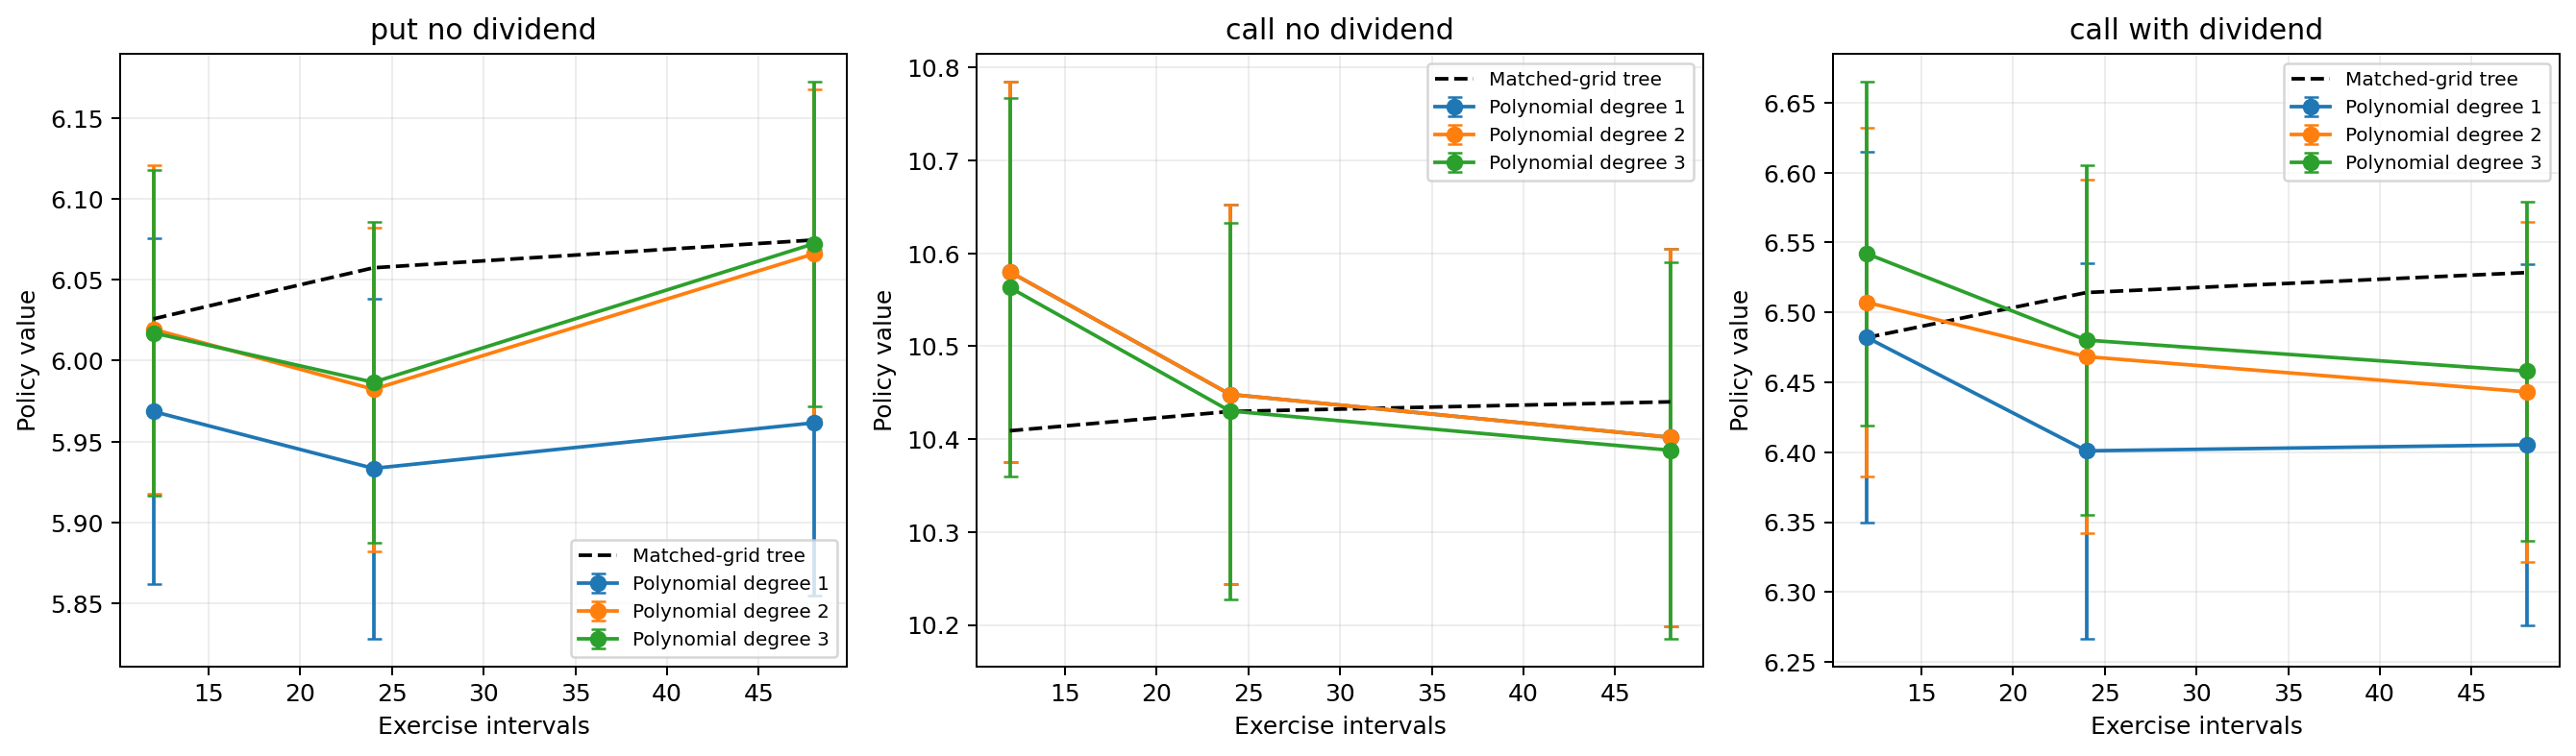 put no dividend
Policy value
6.15
6.10
6.05
6.00
5.95
5.90
5.85
Matched-grid tree
Polynomial degree 1
Polynomial degree 2
Polynomial degree 3
15 20 25 30 35 40 45
Exercise intervals
call no dividend
Policy value
10.8
10.7
10.6
10.5
10.4
10.3
10.2
Matched-grid tree
Polynomial degree 1
Polynomial degree 2
Polynomial degree 3
15 20 25 30 35 40 45
Exercise intervals
call with dividend
Policy value
6.65
6.60
6.55
6.50
6.45
6.40
6.35
6.30
6.25
Matched-grid tree
Polynomial degree 1
Polynomial degree 2
Polynomial degree 3
15 20 25 30 35 40 45
Exercise intervals